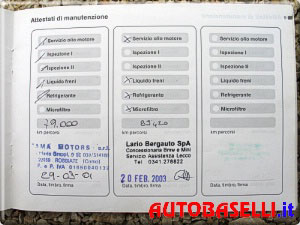 Attestati di manutenzione
Servizio olio motore
Ispezione I
Ispezione II
Liquido freni
Refrigerante
Microfiltro
79.000
km percorsi
MOTORS
29-03-01
Data, timbro, firma
Servizio olio motore
Ispezione I
Ispezione II
Liquido freni
Refrigerante
Microfiltro
km percorsi
Lario Bergauto SpA
Concessionaria Bmw e Mini
Servizio Assistenza Lecco
Tel 0341.278822
20 FEB. 2003
Data, timbro, firma
Servizio olio motore
Ispezione I
Ispezione II
Liquido freni
Refrigerante
Microfiltro
km percorsi
Data, timbro, firma
AUTOBASELLI.it